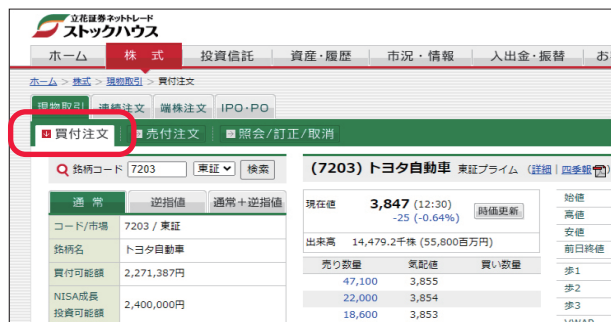 立花証券ネットトレード
ストックハウス
ホーム 株式 投資信託 資産・履歴 市況・情報 入出金・振替 お
ホーム > 株式 > 現物取引 > 買付注文
現物取引 連続注文 端株注文 IPO・PO
買付注文 売付注文 照会/訂正/取消
銘柄コード 7203 東証 検索
(7203) トヨタ自動車 東証プライム (詳細 | 四季報)
通常 逆指値 通常+逆指値
コード/市場 7203 / 東証
銘柄名 トヨタ自動車
買付可能額 2,271,387円
NISA成長
投資可能額 2,400,000円
現在値 3,847 (12:30)
-25 (-0.64%)
時価更新
出来高 14,479.2千株 (55,800百万円)
売り数量 気配値 買い数量
47,100 3,855
22,000 3,854
18,600 3,853
始値
高値
安値
前日終値
歩1
歩2
歩3
VWAP